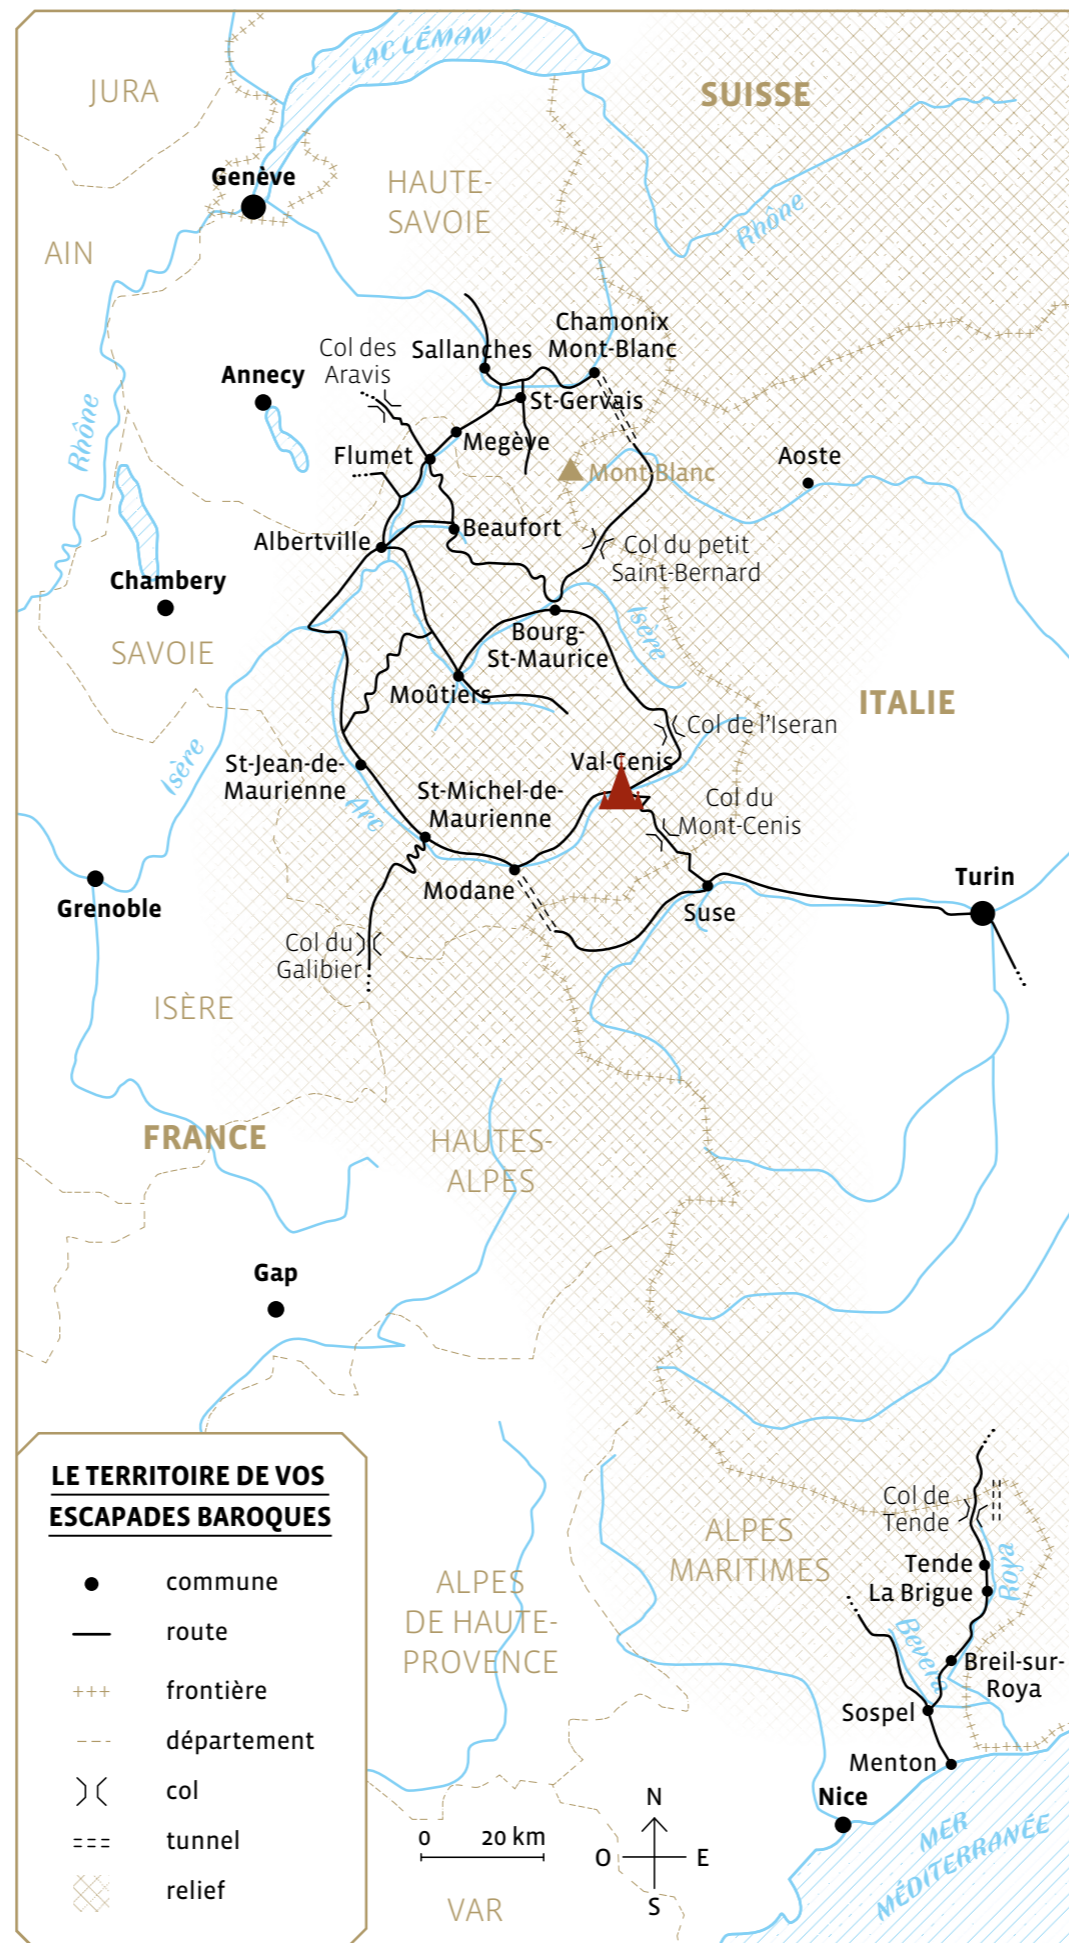 LAC LÉMAN
JURA
SUISSE
Genève
HAUTE-
SAVOIE
Rhône
AIN
Chamonix
Mont-Blanc
Col des
Aravis
Sallanches
Annecy
St-Gervais
Rhône
Megève
Flumet
Mont-Blanc
Aoste
Beaufort
Albertville
Col du petit
Saint-Bernard
Chambery
Isère
Bourg-
St-Maurice
SAVOIE
Moûtiers
ITALIE
Col de l'Iseran
Isère
St-Jean-de-
Maurienne
Val-Cenis
Arc
St-Michel-de-
Maurienne
Col du
Mont-Cenis
Modane
Turin
Grenoble
Suse
Col du
Galibier
ISÈRE
FRANCE
HAUTES-
ALPES
Gap
LE TERRITOIRE DE VOS
ESCAPADES BAROQUES
commune
route
frontière
département
col
tunnel
relief
Col de
Tende
ALPES
MARITIMES
Tende
Roya
La Brigue
ALPES
DE HAUTE-
PROVENCE
Bevera
Breil-sur-
Roya
Sospel
Menton
Nice
MER
MÉDITERRANÉE
0 20 km
N
O E
S
VAR